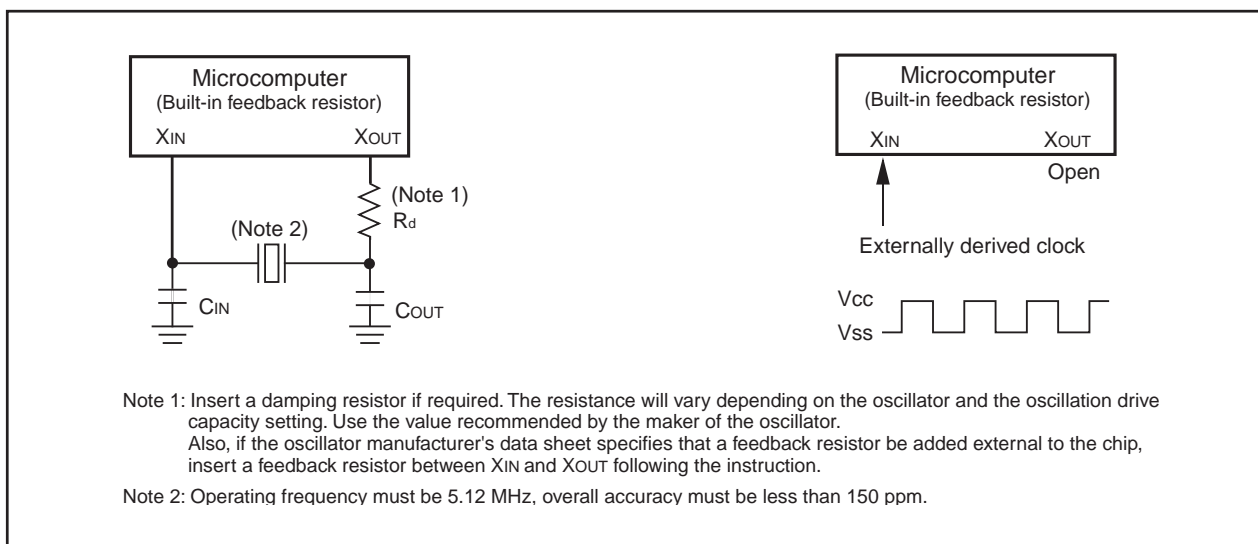 Microcomputer
(Built-in feedback resistor)
XIN XOUT
(Note 1)
Rd
(Note 2)
CIN
COUT
Microcomputer
(Built-in feedback resistor)
XIN XOUT
Open
Externally derived clock
Vcc
Vss
Note 1: Insert a damping resistor if required. The resistance will vary depending on the oscillator and the oscillation drive
capacity setting. Use the value recommended by the maker of the oscillator.
Also, if the oscillator manufacturer's data sheet specifies that a feedback resistor be added external to the chip,
insert a feedback resistor between XIN and XOUT following the instruction.
Note 2: Operating frequency must be 5.12 MHz, overall accuracy must be less than 150 ppm.